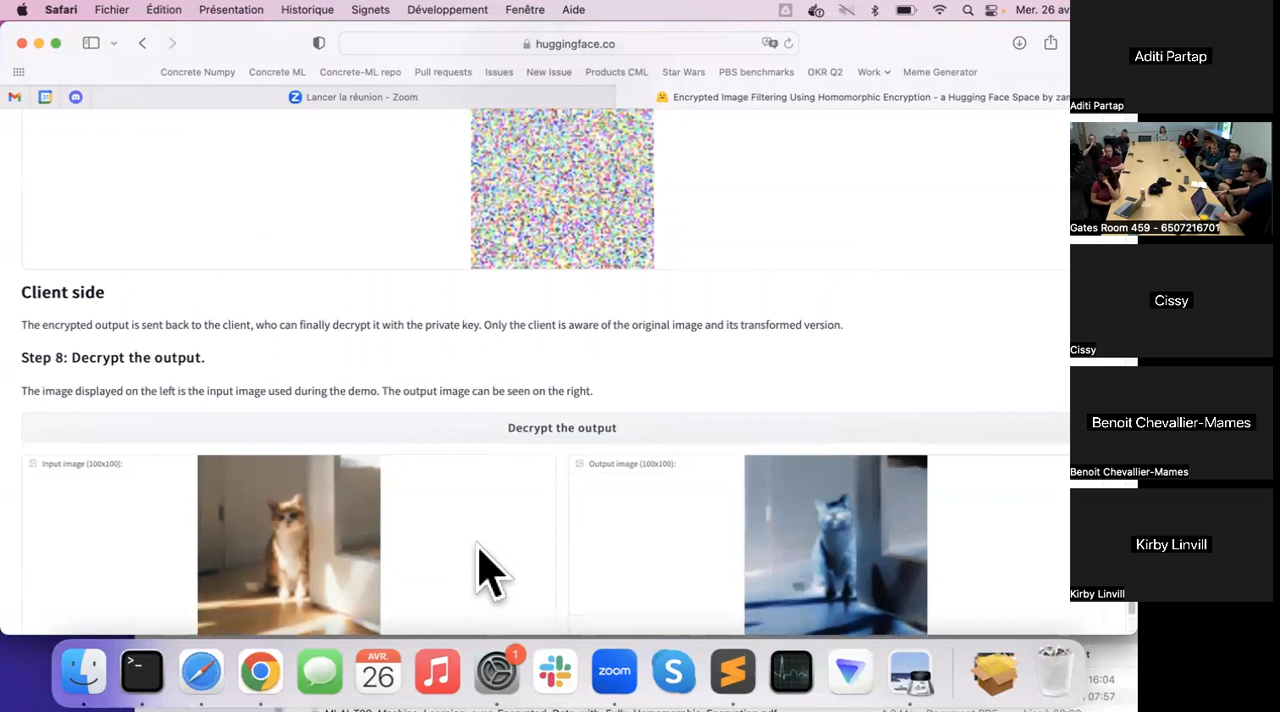 Safari Fichier Édition Présentation Historique Signets Développement Fenêtre Aide Mer. 26 av
huggingface.co
Concrete Numpy Concrete ML Concrete-ML repo Pull requests Issues New Issue Products CML Star Wars PBS benchmarks OKR Q2 Work Meme Generator
Lancer la réunion - Zoom
Encrypted Image Filtering Using Homomorphic Encryption - a Hugging Face Space by zam
Client side
The encrypted output is sent back to the client, who can finally decrypt it with the private key. Only the client is aware of the original image and its transformed version.
Step 8: Decrypt the output.
The image displayed on the left is the input image used during the demo. The output image can be seen on the right.
Decrypt the output
Input image (100x100):
Output image (100x100):
Aditi Partap
Aditi Partap
Gates Room 459 - 6507216701
Cissy
Cissy
Benoit Chevallier-Mames
Benoit Chevallier-Mames
Kirby Linvill
Kirby Linvill
AVR.
26
1
zoom
16:04
07:57